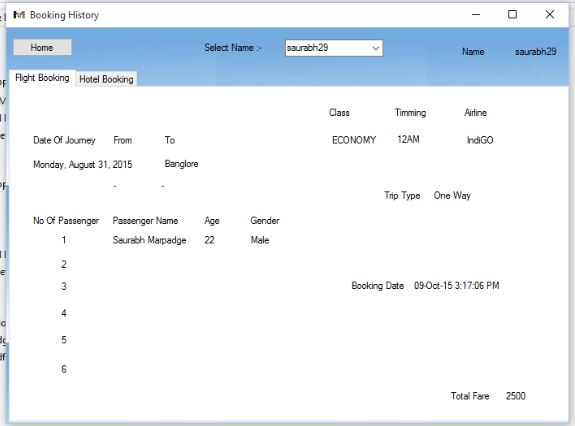 Booking History
Home Select Name :- saurabh29 Name saurabh29
Flight Booking Hotel Booking
Class Timming Airline
Date Of Journey From To ECONOMY 12AM IndiGO
Monday, August 31, 2015 Banglore
- -
Trip Type One Way
No Of Passenger Passenger Name Age Gender
1 Saurabh Marpadge 22 Male
2
3 Booking Date 09-Oct-15 3:17:06 PM
4
5
6
Total Fare 2500